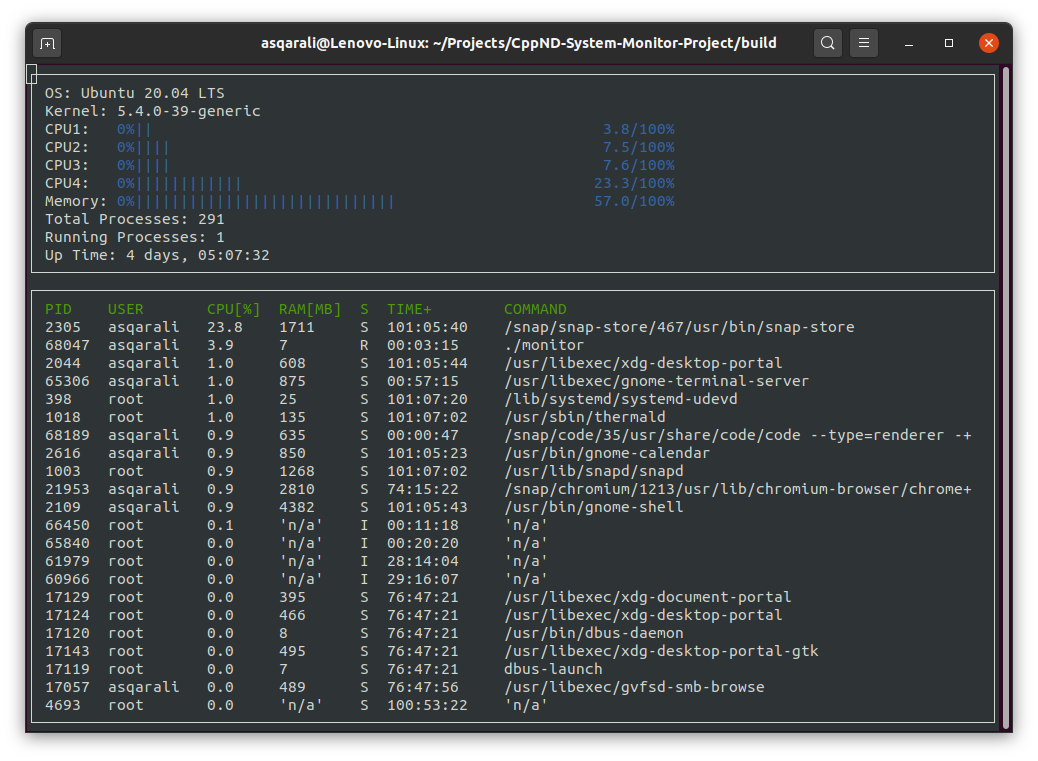 asqarali@Lenovo-Linux: ~/Projects/CppND-System-Monitor-Project/build
OS: Ubuntu 20.04 LTS
Kernel: 5.4.0-39-generic
CPU1: 0%|| 3.8/100%
CPU2: 0%|||| 7.5/100%
CPU3: 0%|||| 7.6/100%
CPU4: 0%|||||||||||| 23.3/100%
Memory: 0%||||||||||||||||||||||||||||| 57.0/100%
Total Processes: 291
Running Processes: 1
Up Time: 4 days, 05:07:32
PID USER CPU[%] RAM[MB] S TIME+ COMMAND
2305 asqarali 23.8 1711 S 101:05:40 /snap/snap-store/467/usr/bin/snap-store
68047 asqarali 3.9 7 R 00:03:15 ./monitor
2044 asqarali 1.0 608 S 101:05:44 /usr/libexec/xdg-desktop-portal
65306 asqarali 1.0 875 S 00:57:15 /usr/libexec/gnome-terminal-server
398 root 1.0 25 S 101:07:20 /lib/systemd/systemd-udevd
1018 root 1.0 135 S 101:07:02 /usr/sbin/thermald
68189 asqarali 0.9 635 S 00:00:47 /snap/code/35/usr/share/code/code --type=renderer -+
2616 asqarali 0.9 850 S 101:05:23 /usr/bin/gnome-calendar
1003 root 0.9 1268 S 101:07:02 /usr/lib/snapd/snapd
21953 asqarali 0.9 2810 S 74:15:22 /snap/chromium/1213/usr/lib/chromium-browser/chrome+
2109 asqarali 0.9 4382 S 101:05:43 /usr/bin/gnome-shell
66450 root 0.1 'n/a' I 00:11:18 'n/a'
65840 root 0.0 'n/a' I 00:20:20 'n/a'
61979 root 0.0 'n/a' I 28:14:04 'n/a'
60966 root 0.0 'n/a' I 29:16:07 'n/a'
17129 root 0.0 395 S 76:47:21 /usr/libexec/xdg-document-portal
17124 root 0.0 466 S 76:47:21 /usr/libexec/xdg-desktop-portal
17120 root 0.0 8 S 76:47:21 /usr/bin/dbus-daemon
17143 root 0.0 495 S 76:47:21 /usr/libexec/xdg-desktop-portal-gtk
17119 root 0.0 7 S 76:47:21 dbus-launch
17057 asqarali 0.0 489 S 76:47:56 /usr/libexec/gvfsd-smb-browse
4693 root 0.0 'n/a' S 100:53:22 'n/a'